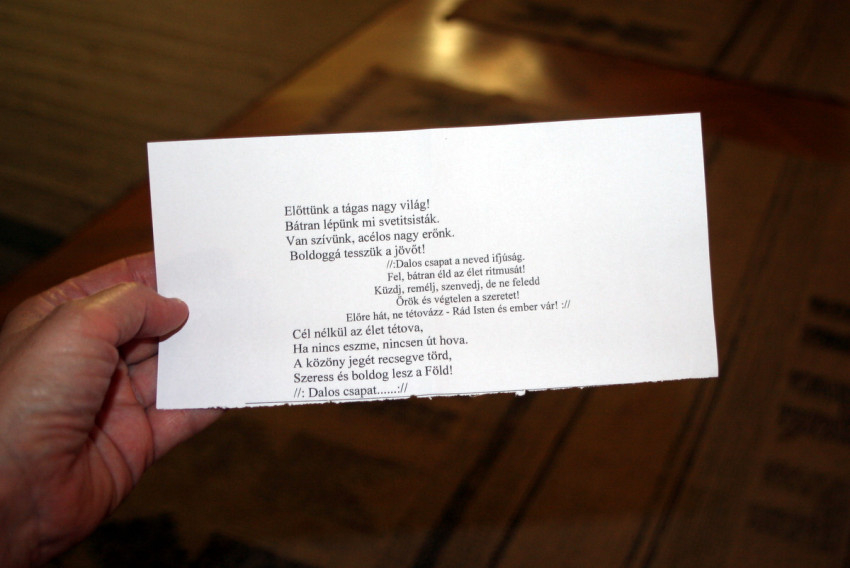 Előttünk a tágas nagy világ!
Bátran lépünk mi svetitsisták.
Van szívünk, acélos nagy erőnk.
Boldoggá tesszük a jövőt!
//:Dalos csapat a neved ifjúság.
Fel, bátran éld az élet ritmusát!
Küzdj, remélj, szenvedj, de ne feledd
Örök és végtelen a szeretet!
Előre hát, ne tétovázz - Rád Isten és ember vár! ://
Cél nélkül az élet tétova,
Ha nincs eszme, nincsen út hova.
A közöny jegét recsegve törd,
Szeress és boldog lesz a Föld!
//: Dalos csapat......://